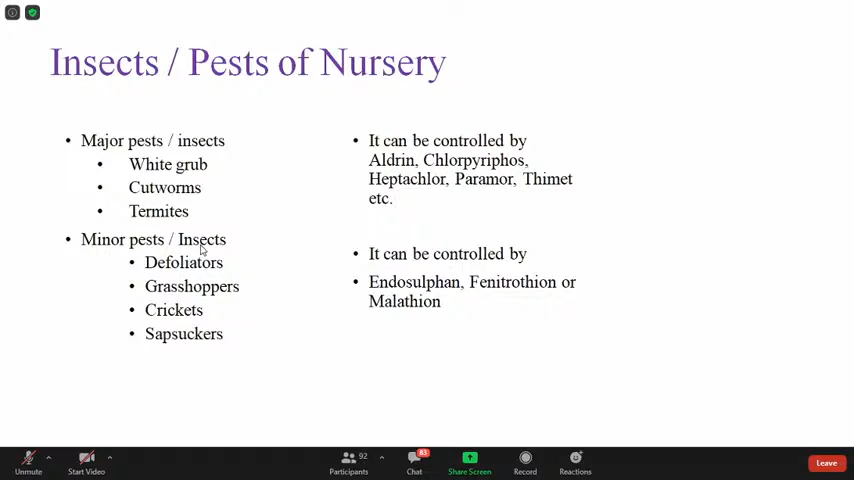 Insects / Pests of Nursery
• Major pests / insects
• White grub
• Cutworms
• Termites
• Minor pests / Insects
• Defoliators
• Grasshoppers
• Crickets
• Sapsuckers
• It can be controlled by
Aldrin, Chlorpyriphos,
Heptachlor, Paramor, Thimet
etc.
• It can be controlled by
• Endosulphan, Fenitrothion or
Malathion
Unmute
Start Video
92
Participants
83
Chat
Share Screen
Record
Reactions
Leave